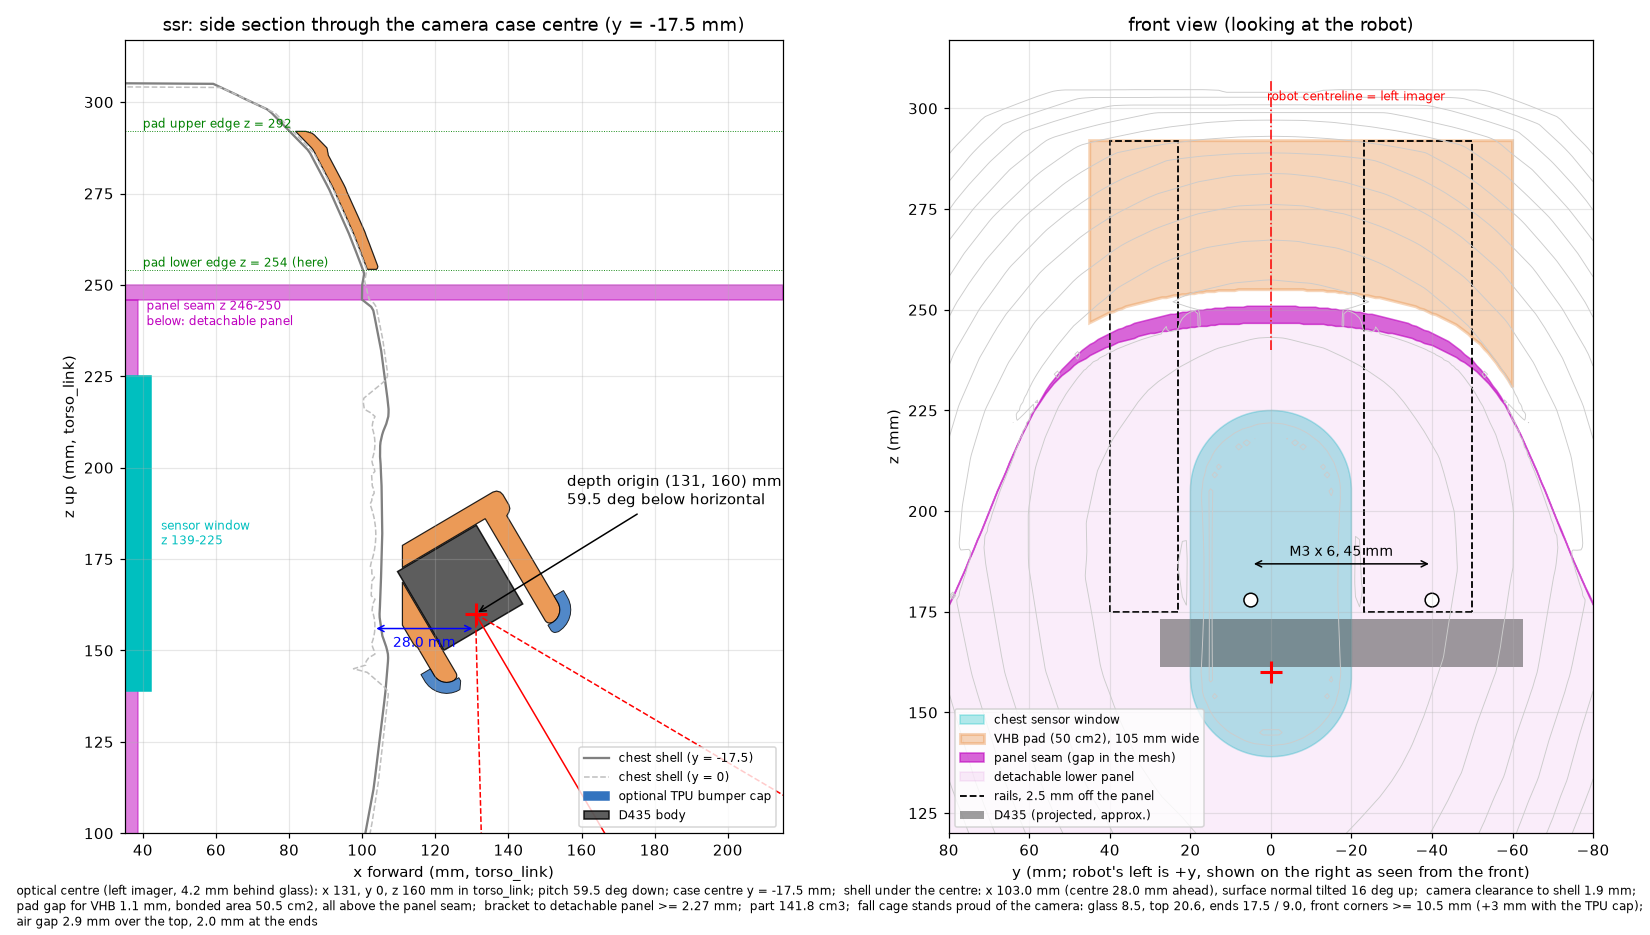 ssr: side section through the camera case centre (y = -17.5 mm)
pad upper edge z = 292
pad lower edge z = 254 (here)
panel seam z 246-250
below: detachable panel
sensor window
z 139-225
depth origin (131, 160) mm
59.5 deg below horizontal
28.0 mm
chest shell (y = -17.5)
chest shell (y = 0)
optional TPU bumper cap
D435 body
300
275
250
225
200
175
150
125
100
z up (mm, torso_link)
40 60 80 100 120 140 160 180 200
x forward (mm, torso_link)
front view (looking at the robot)
robot centreline = left imager
M3 x 6, 45 mm
chest sensor window
VHB pad (50 cm2), 105 mm wide
panel seam (gap in the mesh)
detachable lower panel
rails, 2.5 mm off the panel
D435 (projected, approx.)
300
275
250
225
200
175
150
125
z (mm)
80 60 40 20 0 −20 −40 −60 −80
y (mm; robot's left is +y, shown on the right as seen from the front)
optical centre (left imager, 4.2 mm behind glass): x 131, y 0, z 160 mm in torso_link; pitch 59.5 deg down; case centre y = -17.5 mm; shell under the centre: x 103.0 mm (centre 28.0 mm ahead), surface normal tilted 16 deg up; camera clearance to shell 1.9 mm;
pad gap for VHB 1.1 mm, bonded area 50.5 cm2, all above the panel seam; bracket to detachable panel >= 2.27 mm; part 141.8 cm3; fall cage stands proud of the camera: glass 8.5, top 20.6, ends 17.5 / 9.0, front corners >= 10.5 mm (+3 mm with the TPU cap);
air gap 2.9 mm over the top, 2.0 mm at the ends